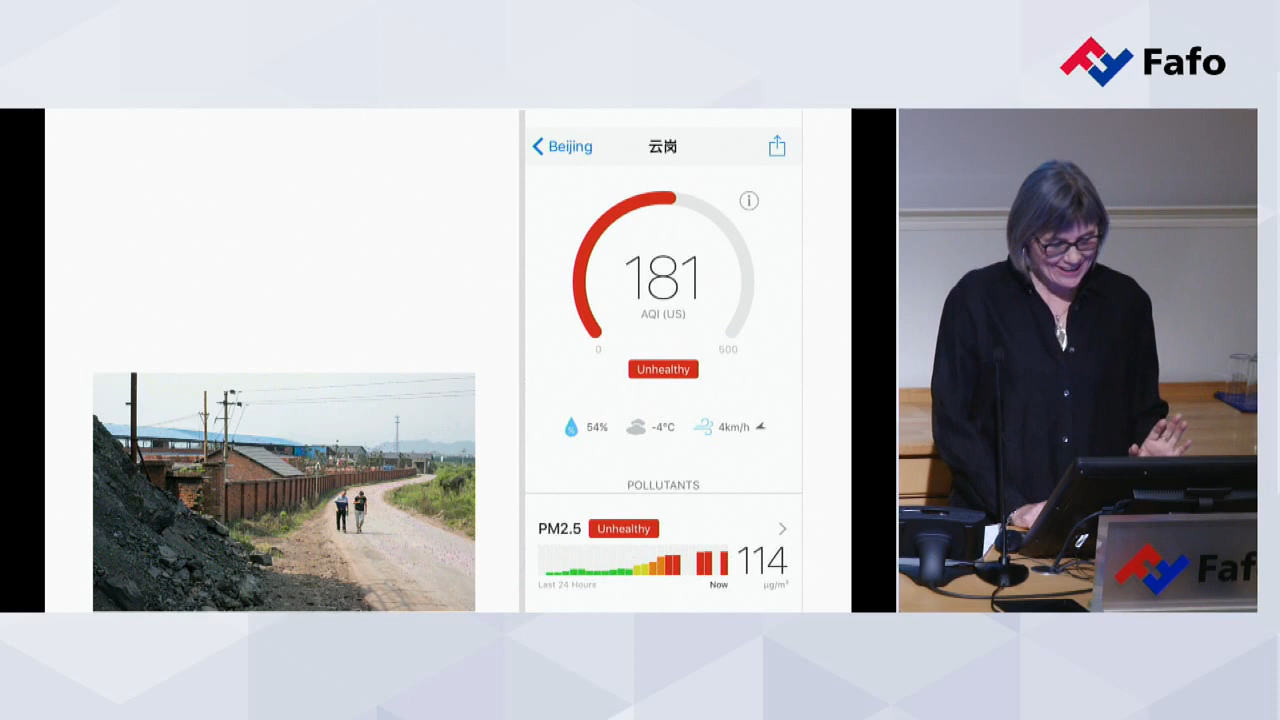 Fafo
Beijing
云岗
181
AQI (US)
0
500
Unhealthy
54%
-4°C
4km/h
POLLUTANTS
PM2.5
Unhealthy
114
Last 24 Hours
Now
µg/m³
Faf